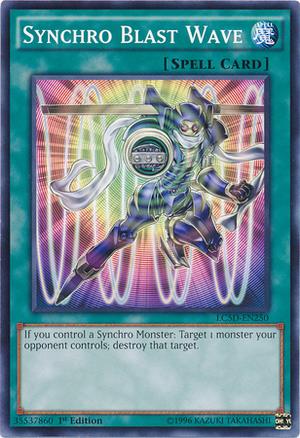 SYNCHRO BLAST WAVE
[SPELL CARD]
LC5D-EN250
If you control a Synchro Monster: Target 1 monster your
opponent controls; destroy that target.
35537860 1st Edition ©1996 KAZUKI TAKAHASHI